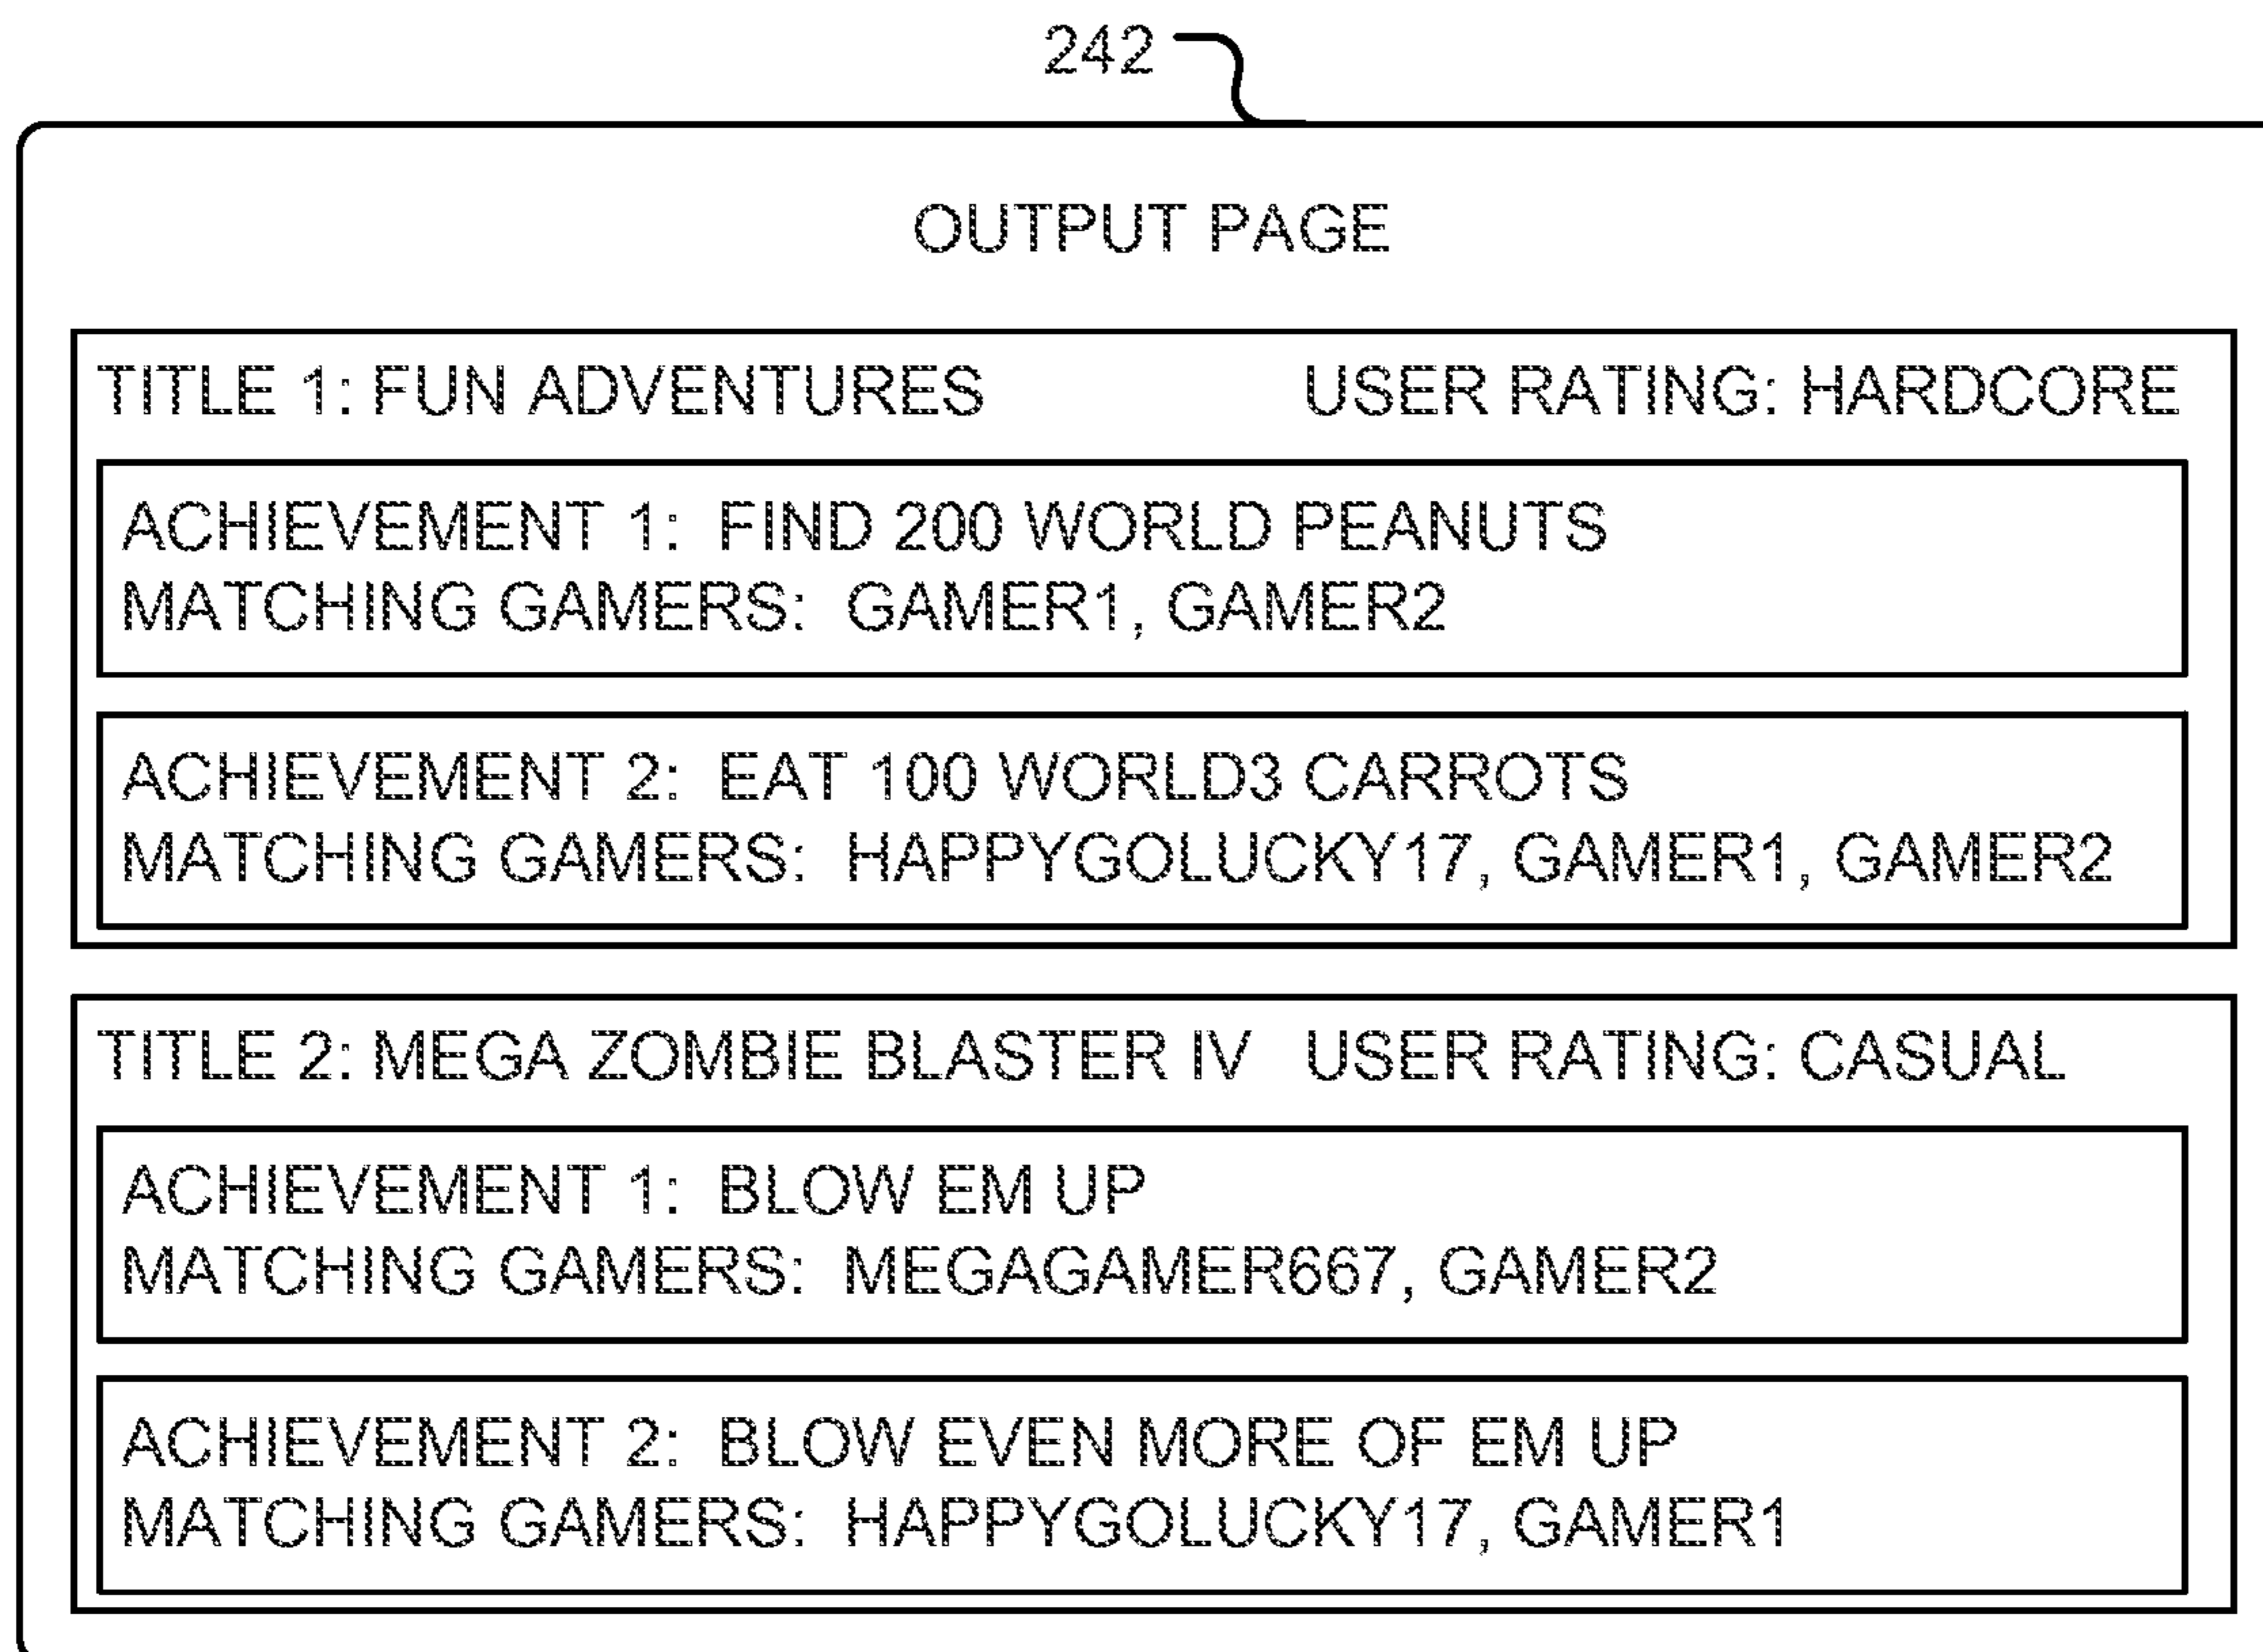 242
OUTPUT PAGE
TITLE 1: FUN ADVENTURES USER RATING: HARDCORE
ACHIEVEMENT 1: FIND 200 WORLD PEANUTS
MATCHING GAMERS: GAMER1, GAMER2
ACHIEVEMENT 2: EAT 100 WORLD3 CARROTS
MATCHING GAMERS: HAPPYGOLUCKY17, GAMER1, GAMER2
TITLE 2: MEGA ZOMBIE BLASTER IV USER RATING: CASUAL
ACHIEVEMENT 1: BLOW EM UP
MATCHING GAMERS: MEGAGAMER667, GAMER2
ACHIEVEMENT 2: BLOW EVEN MORE OF EM UP
MATCHING GAMERS: HAPPYGOLUCKY17, GAMER1